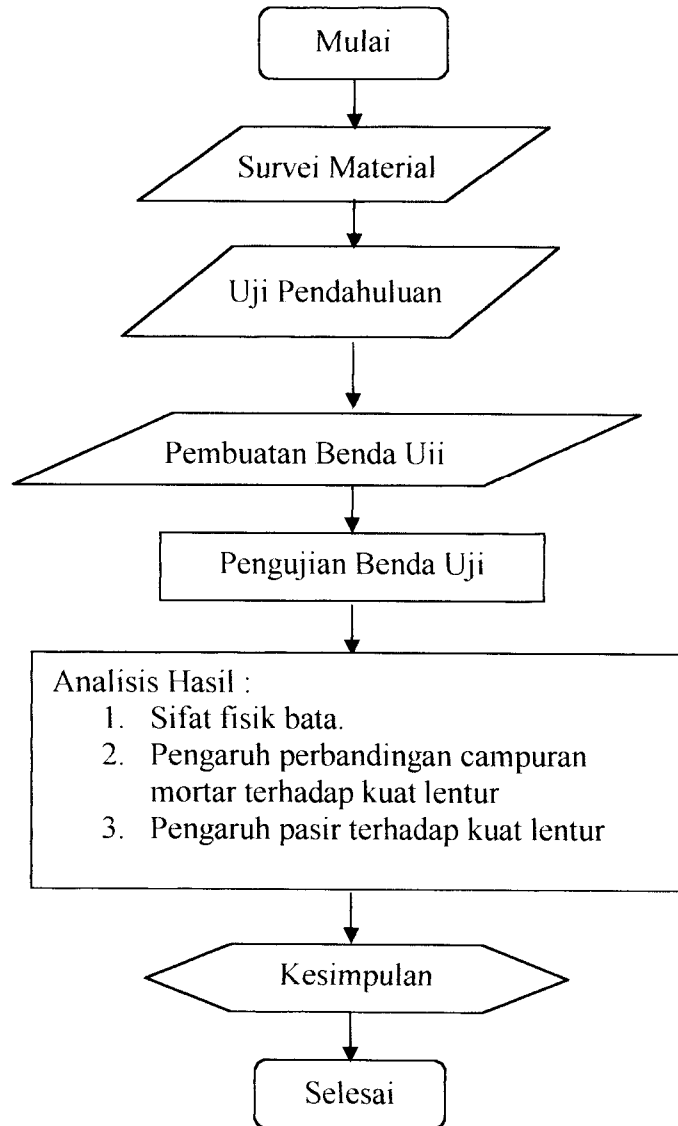 Mulai
Survei Material
Uji Pendahuluan
Pembuatan Benda Uii
Pengujian Benda Uji
Analisis Hasil :
1. Sifat fisik bata.
2. Pengaruh perbandingan campuran
mortar terhadap kuat lentur
3. Pengaruh pasir terhadap kuat lentur
Kesimpulan
Selesai